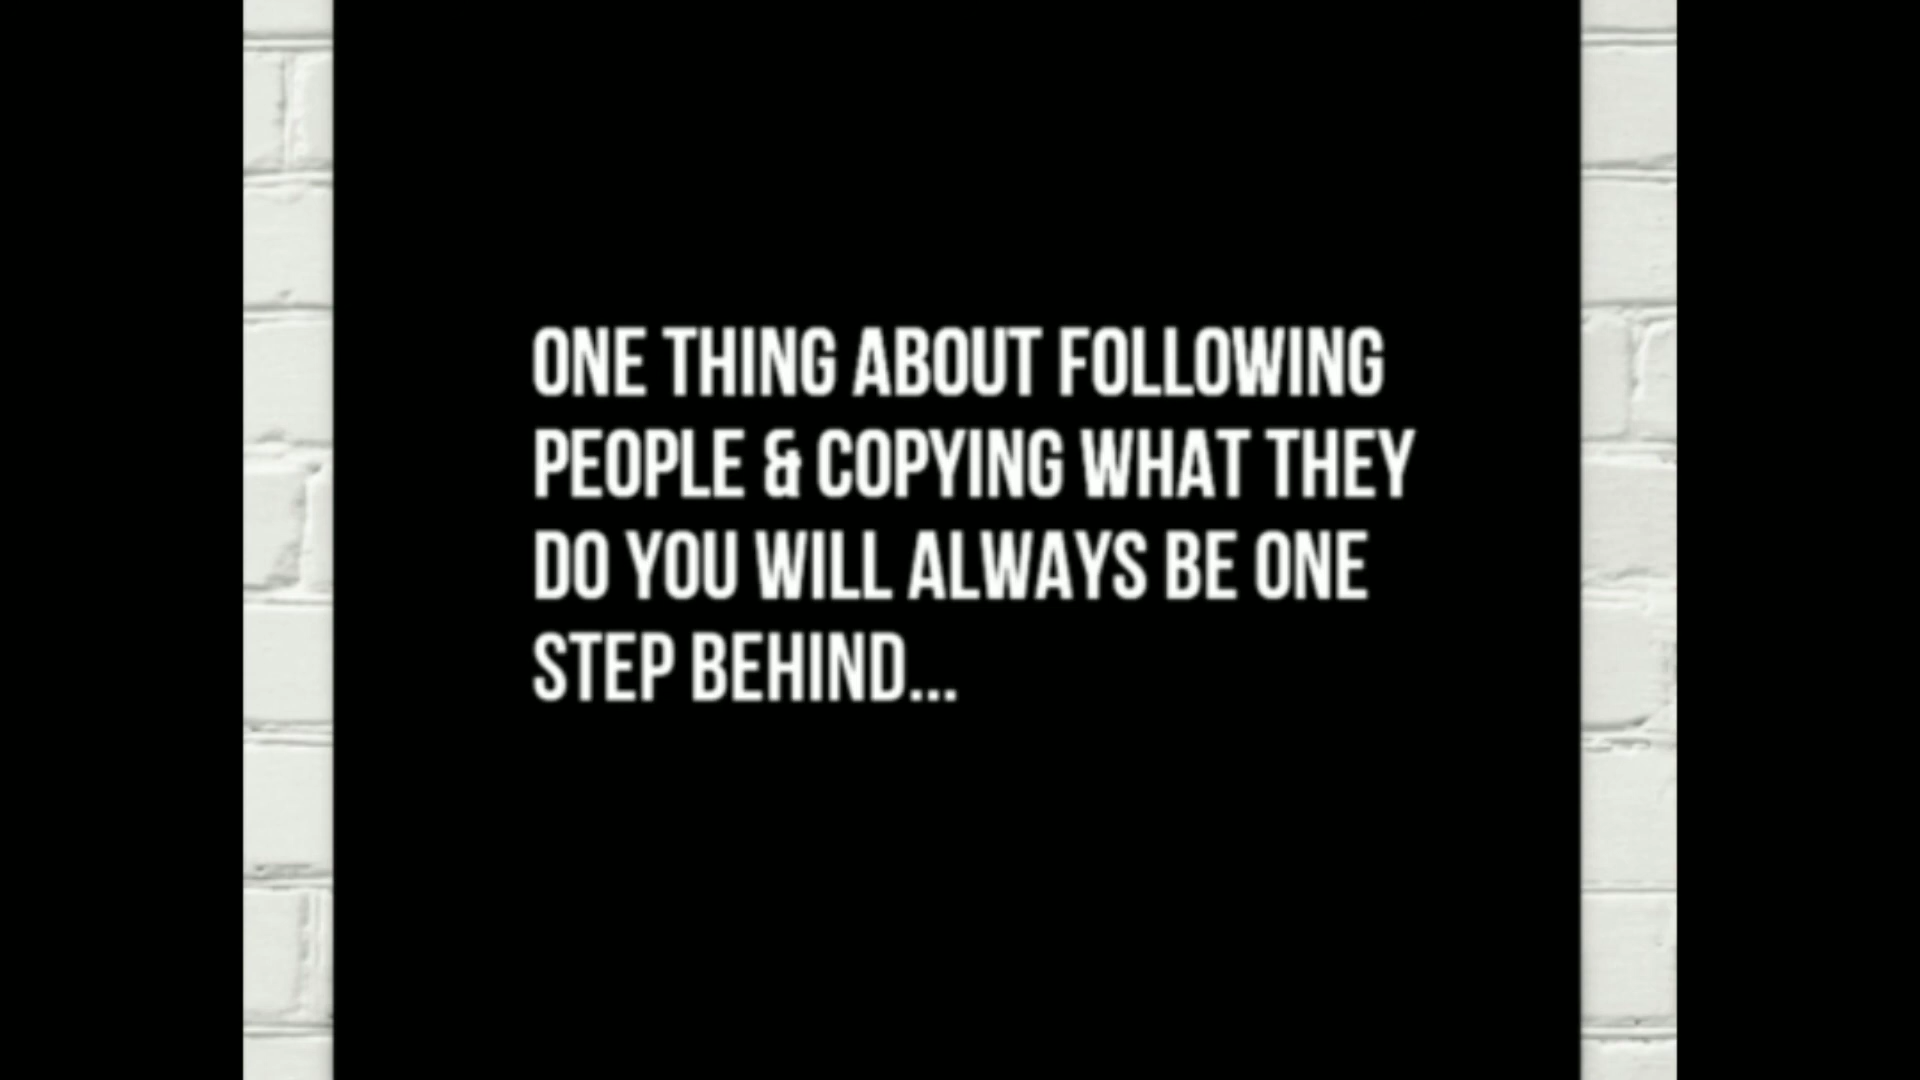 ONE THING ABOUT FOLLOWING
PEOPLE & COPYING WHAT THEY
DO YOU WILL ALWAYS BE ONE
STEP BEHIND...